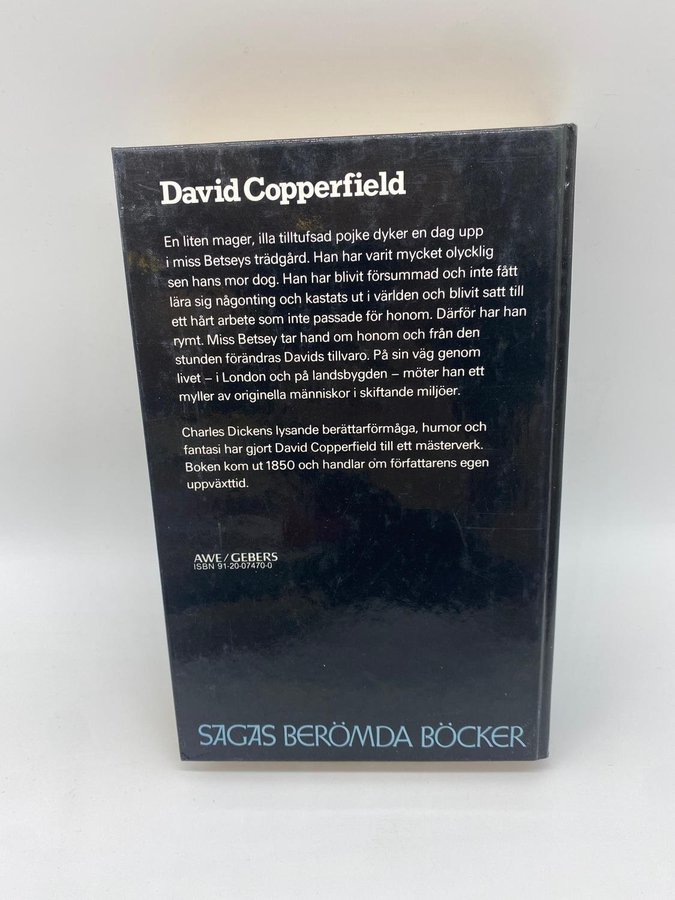 David Copperfield
En liten mager, illa tilltufsad pojke dyker en dag upp
i miss Betseys trädgård. Han har varit mycket olycklig
sen hans mor dog. Han har blivit försummad och inte fått
lära sig någonting och kastats ut i världen och blivit satt till
ett hårt arbete som inte passade för honom. Därför har han
rymt. Miss Betsey tar hand om honom och från den
stunden förändras Davids tillvaro. På sin väg genom
livet – i London och på landsbygden – möter han ett
myller av originella människor i skiftande miljöer.
Charles Dickens lysande berättarförmåga, humor och
fantasi har gjort David Copperfield till ett mästerverk.
Boken kom ut 1850 och handlar om författarens egen
uppväxttid.
AWE/GEBERS
ISBN 91-20-07470-0
SAGAS BERÖMDA BÖCKER